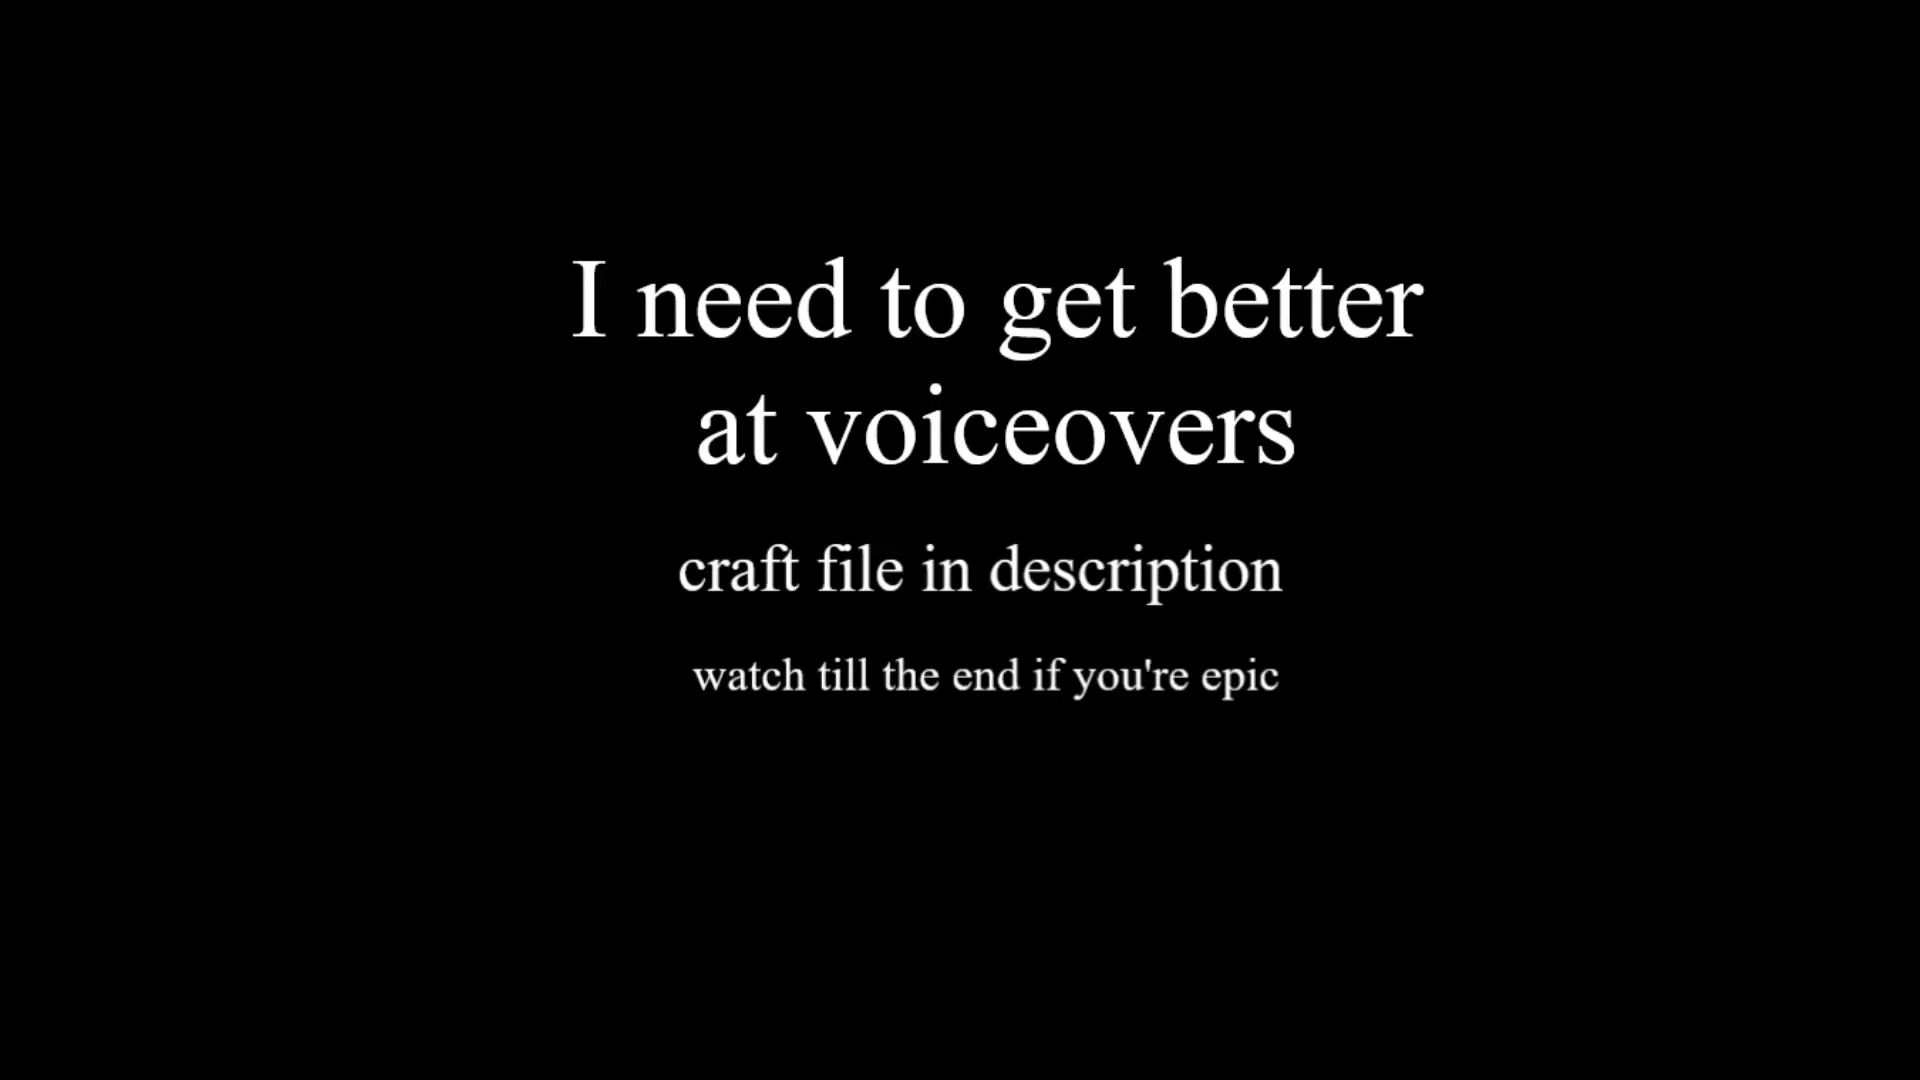 I need to get better
at voiceovers
craft file in description
watch till the end if you're epic